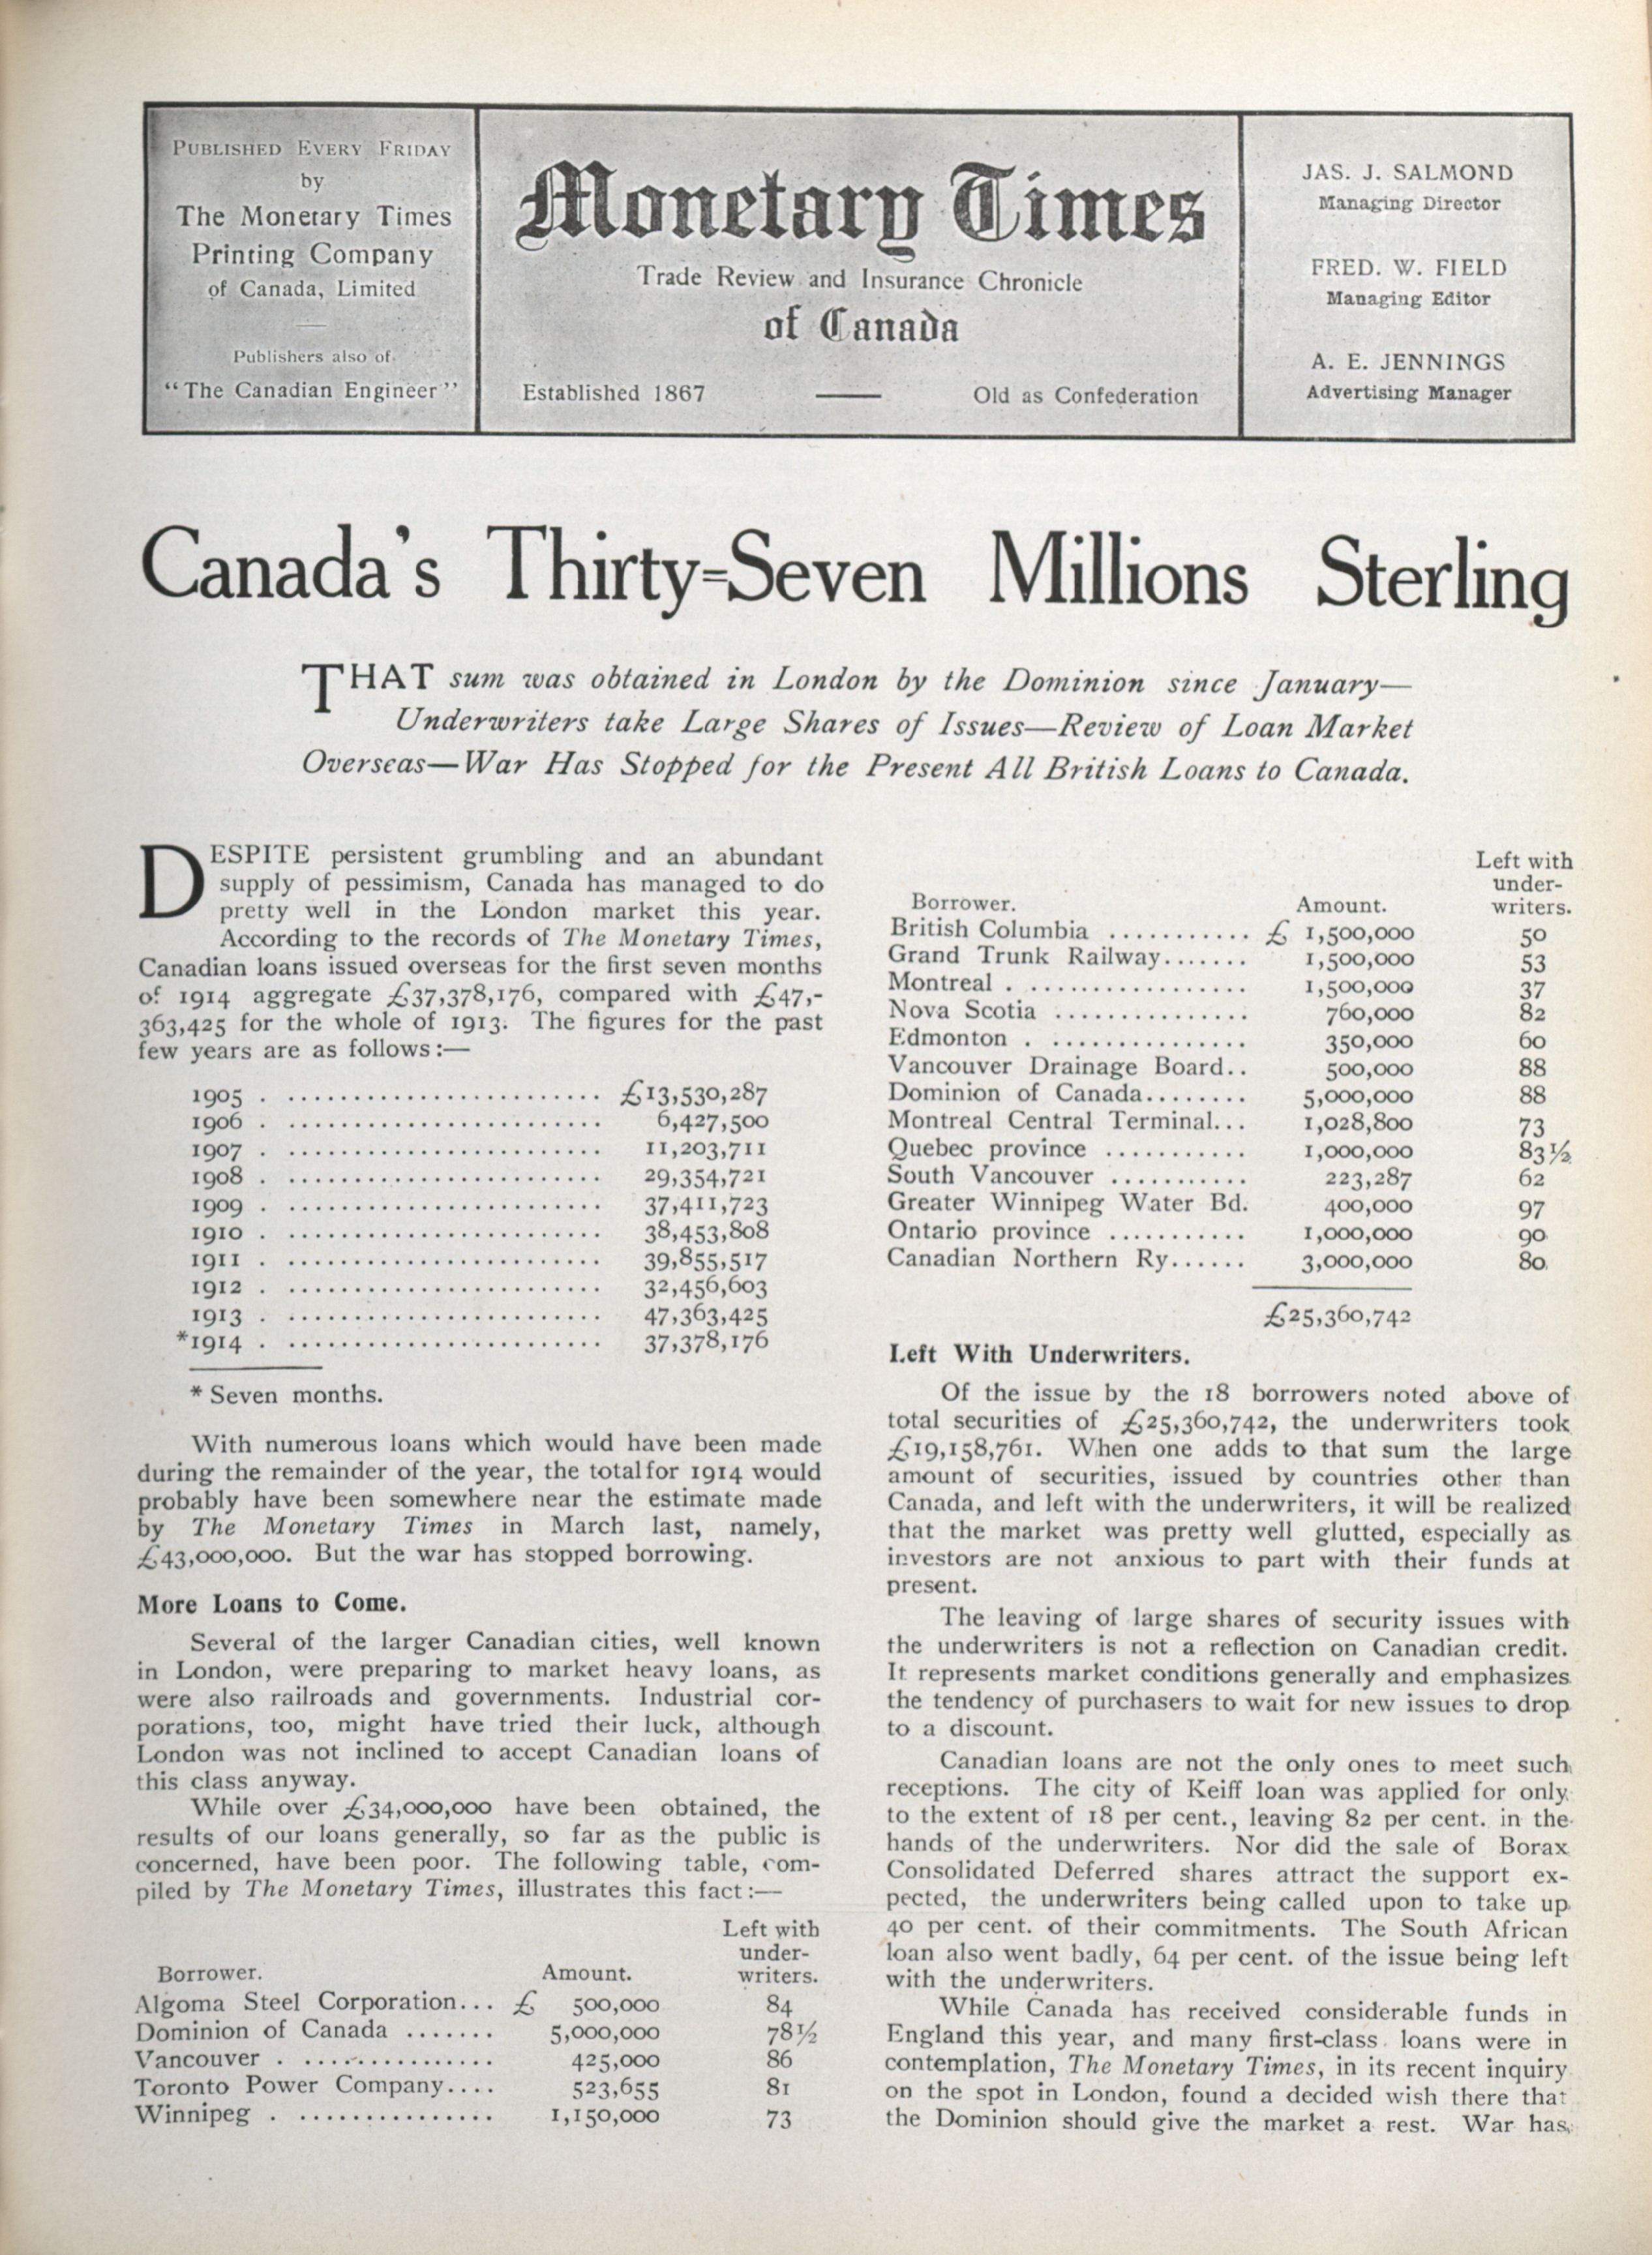 PUBLISHED EVERY FRIDAY
by
The Monetary Times
Printing Company
of Canada, Limited
Publishers also of
"The Canadian Engineer"
Monetary Times
Trade Review and Insurance Chronicle
of Canada
Established 1867
Old as Confederation
JAS. J. SALMOND
Managing Director
FRED. W. FIELD
Managing Editor
A. E. JENNINGS
Advertising Manager
Canada's Thirty=Seven Millions Sterling
THAT sum was obtained in London by the Dominion since January—
Underwriters take Large Shares of Issues—Review of Loan Market
Overseas—War Has Stopped for the Present All British Loans to Canada.
DESPITE persistent grumbling and an abundant
supply of pessimism, Canada has managed to do
pretty well in the London market this year.
According to the records of The Monetary Times,
Canadian loans issued overseas for the first seven months
of 1914 aggregate £37,378,176, compared with £47,-
363,425 for the whole of 1913. The figures for the past
few years are as follows:—
1905 . ........................ £13,530,287
1906 . ........................ 6,427,500
1907 . ........................ 11,203,711
1908 . ........................ 29,354,721
1909 . ........................ 37,411,723
1910 . ........................ 38,453,808
1911 . ........................ 39,855,517
1912 . ........................ 32,456,603
1913 . ........................ 47,363,425
*1914 . ........................ 37,378,176
* Seven months.
With numerous loans which would have been made
during the remainder of the year, the total for 1914 would
probably have been somewhere near the estimate made
by The Monetary Times in March last, namely,
£43,000,000. But the war has stopped borrowing.
More Loans to Come.
Several of the larger Canadian cities, well known
in London, were preparing to market heavy loans, as
were also railroads and governments. Industrial cor-
porations, too, might have tried their luck, although
London was not inclined to accept Canadian loans of
this class anyway.
While over £34,000,000 have been obtained, the
results of our loans generally, so far as the public is
concerned, have been poor. The following table, com-
piled by The Monetary Times, illustrates this fact:—
Left with
under-
Borrower. Amount. writers.
Algoma Steel Corporation... £ 500,000 84
Dominion of Canada ....... 5,000,000 78½
Vancouver . .............. 425,000 86
Toronto Power Company.... 523,655 81
Winnipeg . ............... 1,150,000 73
Left with
under-
Borrower. Amount. writers.
British Columbia ........... £ 1,500,000 50
Grand Trunk Railway....... 1,500,000 53
Montreal . ................. 1,500,000 37
Nova Scotia ............... 760,000 82
Edmonton . ............... 350,000 60
Vancouver Drainage Board.. 500,000 88
Dominion of Canada........ 5,000,000 88
Montreal Central Terminal... 1,028,800 73
Quebec province ........... 1,000,000 83½
South Vancouver ........... 223,287 62
Greater Winnipeg Water Bd. 400,000 97
Ontario province ........... 1,000,000 90
Canadian Northern Ry...... 3,000,000 80
£25,360,742
Left With Underwriters.
Of the issue by the 18 borrowers noted above of
total securities of £25,360,742, the underwriters took
£19,158,761. When one adds to that sum the large
amount of securities, issued by countries other than
Canada, and left with the underwriters, it will be realized
that the market was pretty well glutted, especially as
investors are not anxious to part with their funds at
present.
The leaving of large shares of security issues with
the underwriters is not a reflection on Canadian credit.
It represents market conditions generally and emphasizes
the tendency of purchasers to wait for new issues to drop
to a discount.
Canadian loans are not the only ones to meet such
receptions. The city of Keiff loan was applied for only
to the extent of 18 per cent., leaving 82 per cent. in the
hands of the underwriters. Nor did the sale of Borax
Consolidated Deferred shares attract the support ex-
pected, the underwriters being called upon to take up
40 per cent. of their commitments. The South African
loan also went badly, 64 per cent. of the issue being left
with the underwriters.
While Canada has received considerable funds in
England this year, and many first-class loans were in
contemplation, The Monetary Times, in its recent inquiry
on the spot in London, found a decided wish there that
the Dominion should give the market a rest. War has